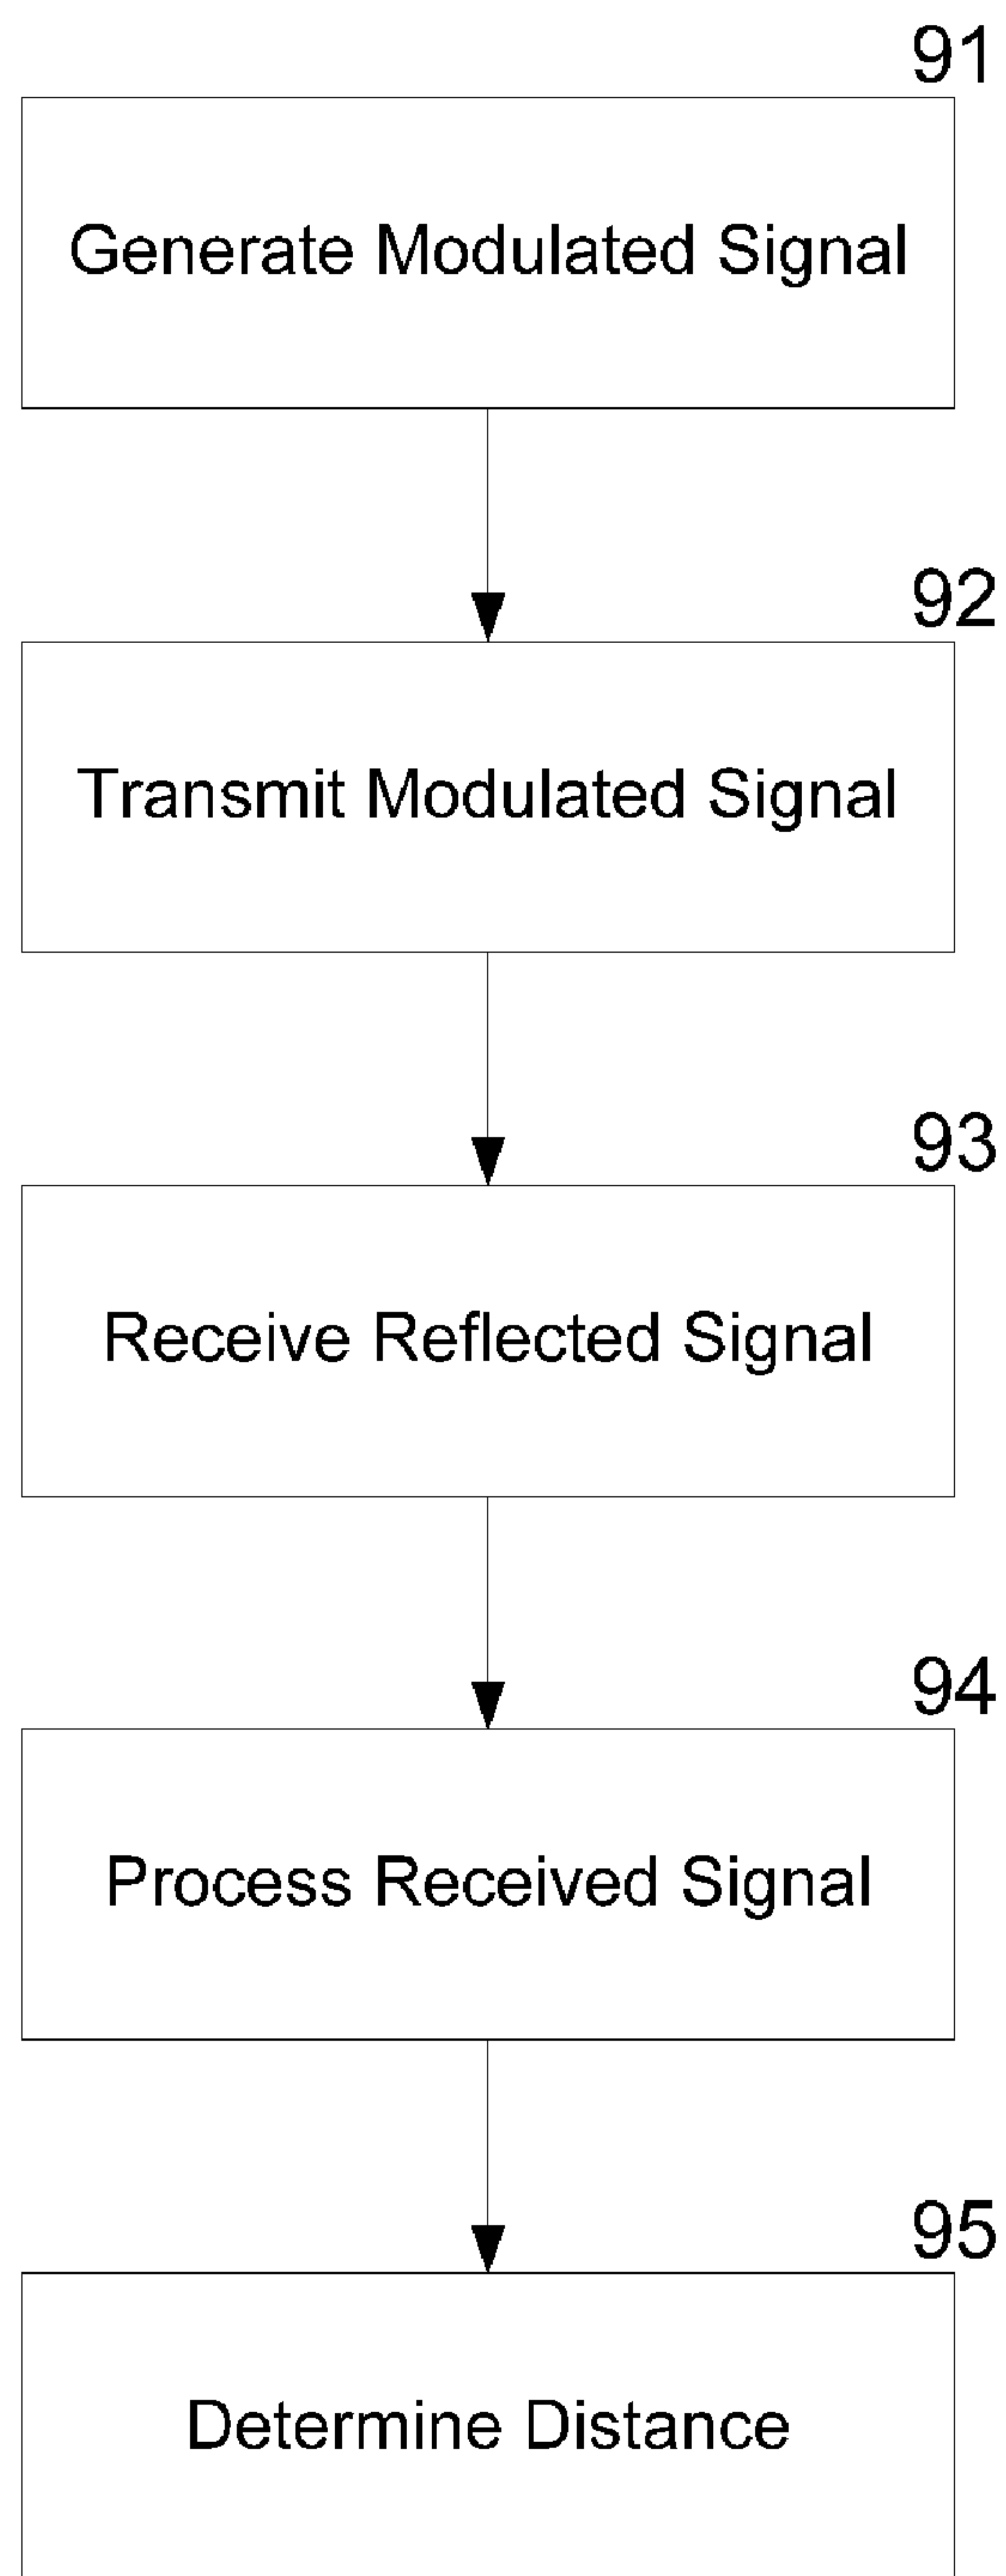 91
Generate Modulated Signal
92
Transmit Modulated Signal
93
Receive Reflected Signal
94
Process Received Signal
95
Determine Distance